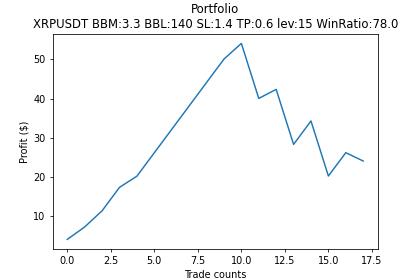 Portfolio
XRPUSDT BBM:3.3 BBL:140 SL:1.4 TP:0.6 lev:15 WinRatio:78.0
Profit ($)
50
40
30
20
10
0.0 2.5 5.0 7.5 10.0 12.5 15.0 17.5
Trade counts